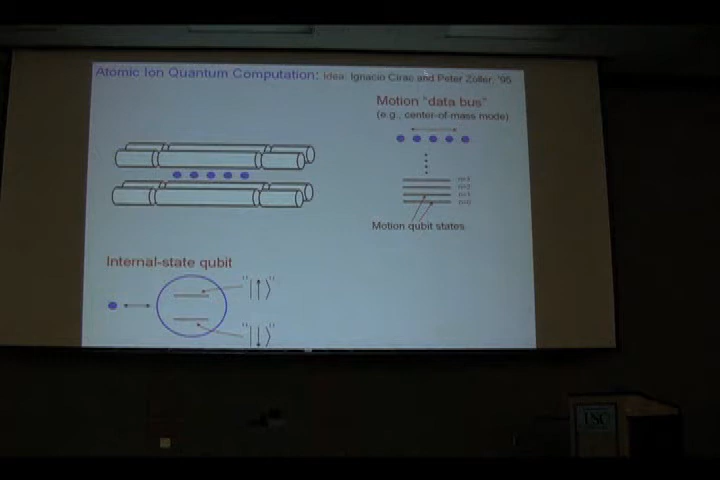 Atomic Ion Quantum Computation: idea: Ignacio Cirac and Peter Zoller, '95
Motion "data bus"
(e.g., center-of-mass mode)
Motion qubit states
Internal-state qubit
"|↑⟩"
"|↓⟩"
USC